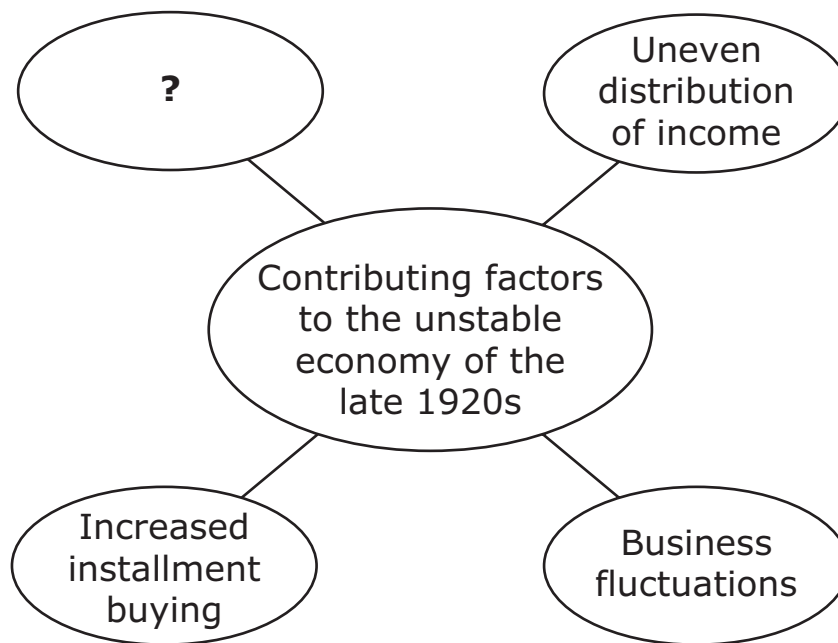 ?
Uneven
distribution
of income
Contributing factors
to the unstable
economy of the
late 1920s
Increased
installment
buying
Business
fluctuations